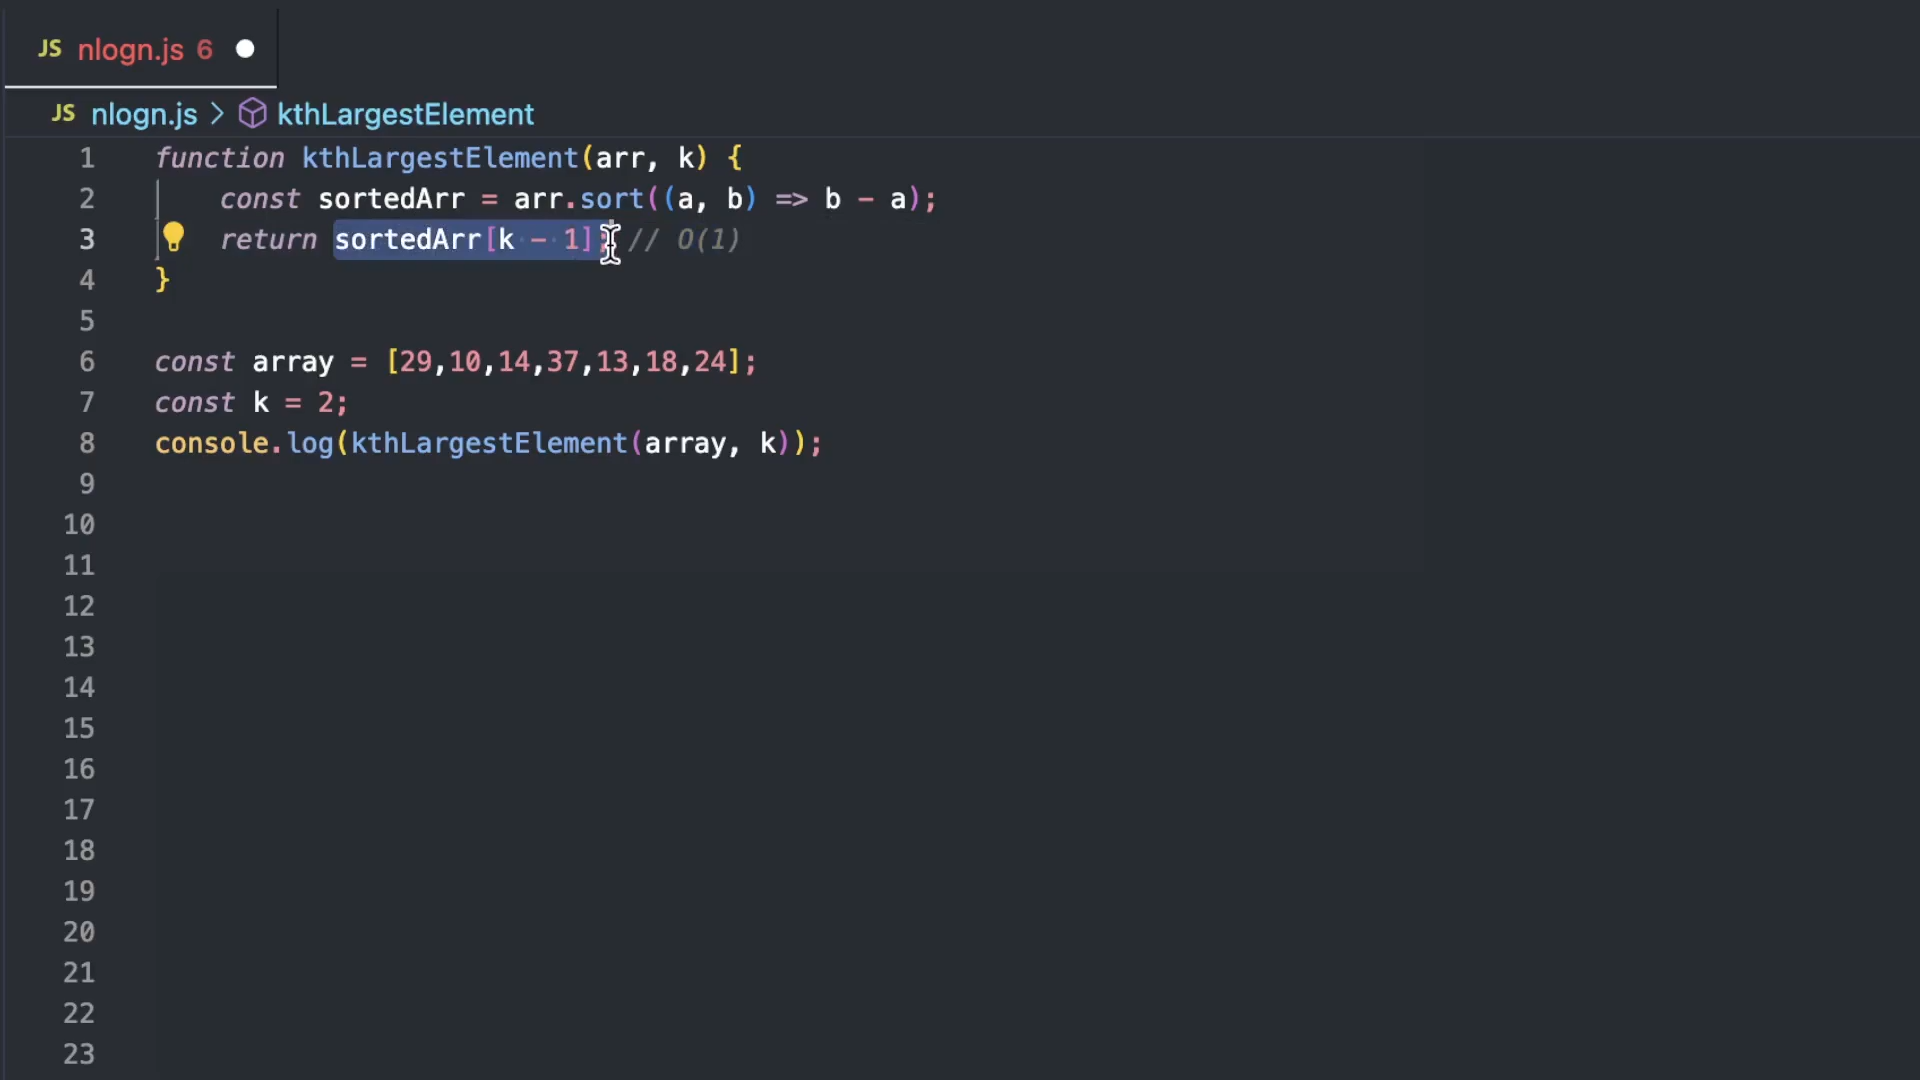 JS nlogn.js 6
JS nlogn.js > kthLargestElement
1 function kthLargestElement(arr, k) {
2 const sortedArr = arr.sort((a, b) => b - a);
3 return sortedArr[k - 1]; // O(1)
4 }
5
6 const array = [29,10,14,37,13,18,24];
7 const k = 2;
8 console.log(kthLargestElement(array, k));
9
10
11
12
13
14
15
16
17
18
19
20
21
22
23